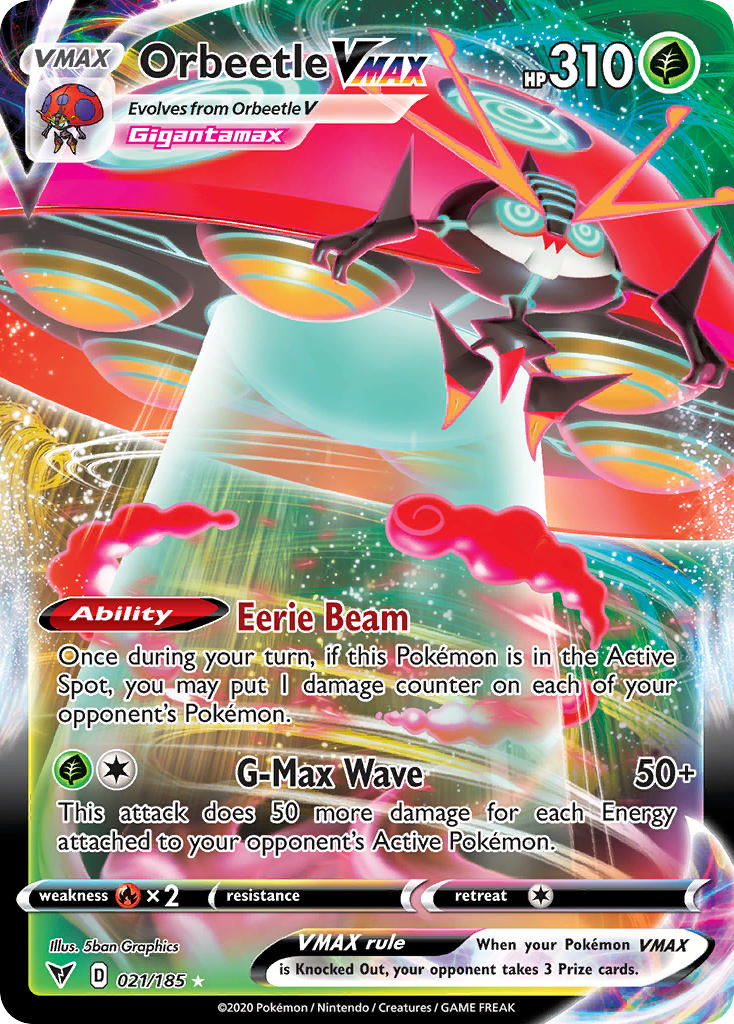 VMAX Orbeetle VMAX HP 310
Evolves from Orbeetle V
Gigantamax
Ability Eerie Beam
Once during your turn, if this Pokémon is in the Active
Spot, you may put 1 damage counter on each of your
opponent's Pokémon.
G-Max Wave 50+
This attack does 50 more damage for each Energy
attached to your opponent's Active Pokémon.
weakness ×2 resistance retreat
Illus. 5ban Graphics
VMAX rule When your Pokémon VMAX
is Knocked Out, your opponent takes 3 Prize cards.
D 021/185 ★
©2020 Pokémon / Nintendo / Creatures / GAME FREAK